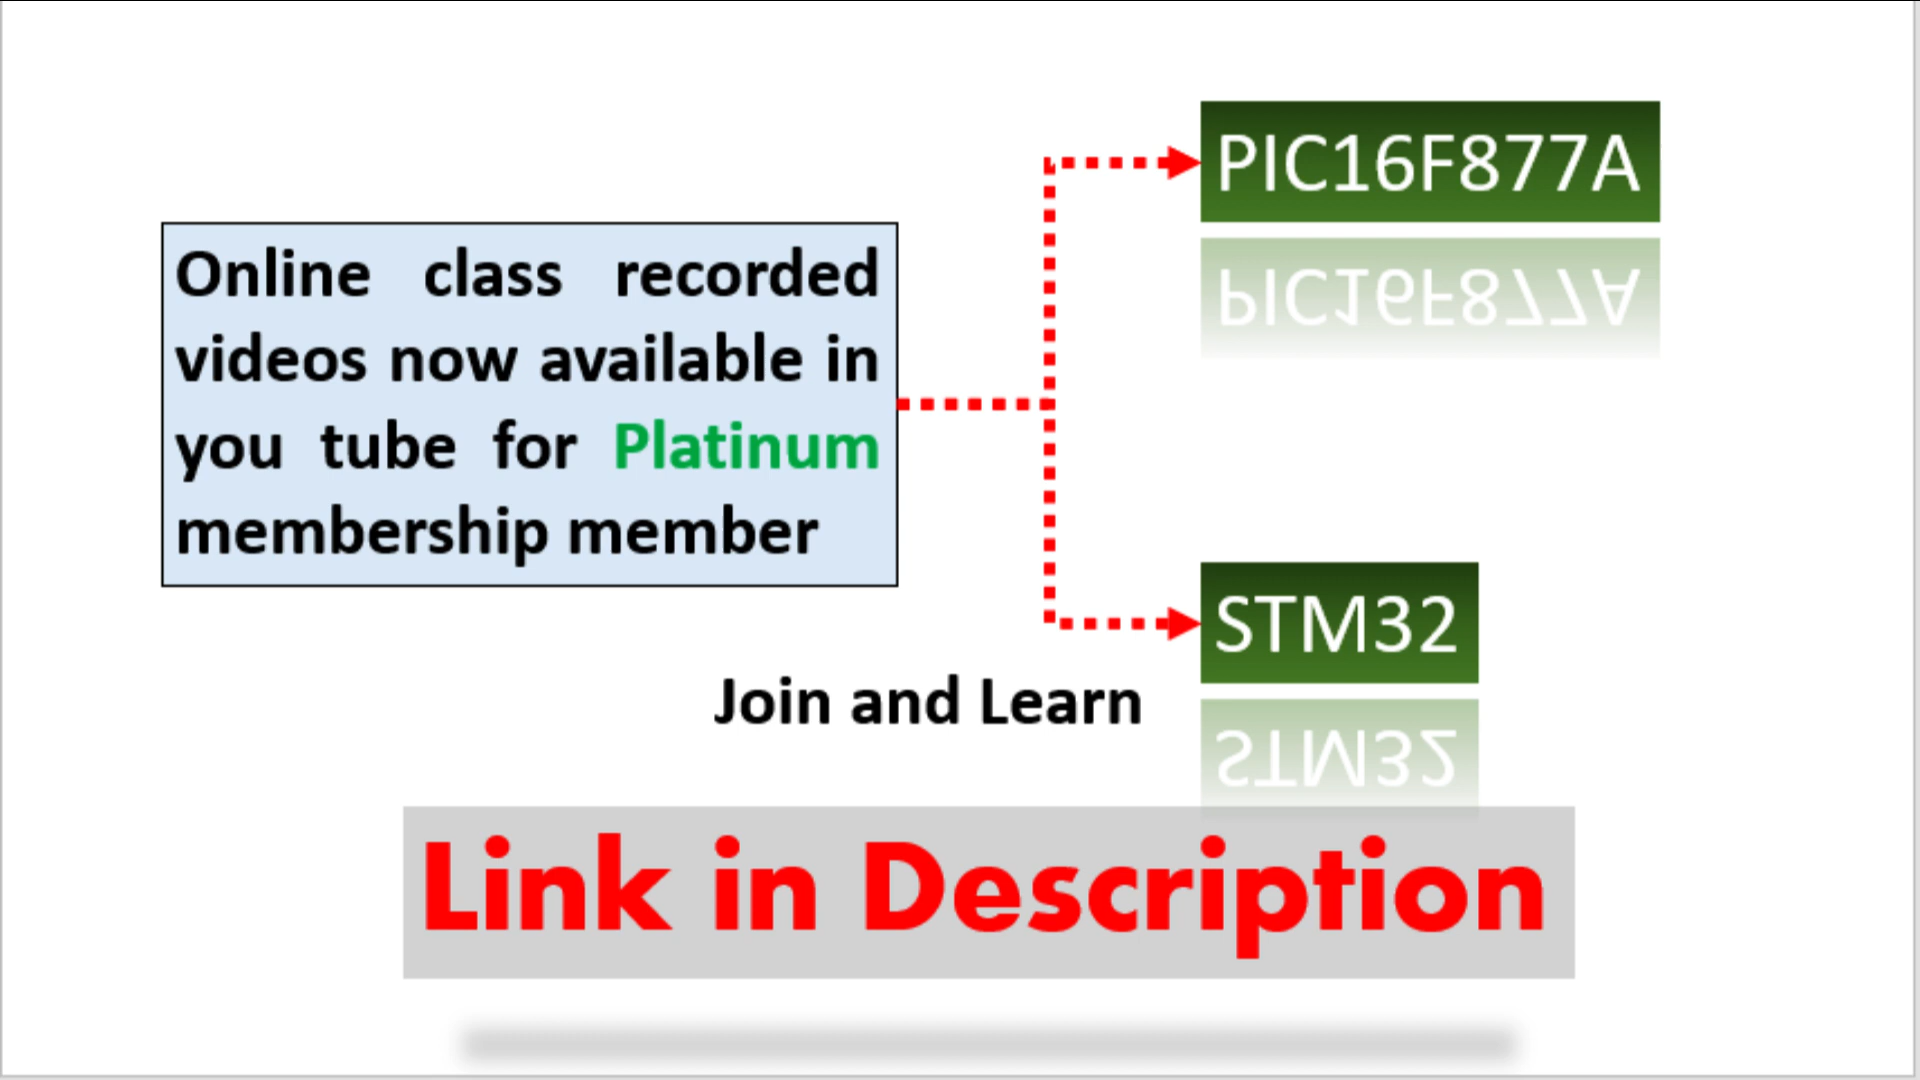 Online class recorded
videos now available in
you tube for Platinum
membership member
PIC16F877A
PIC16F877A
STM32
STM32
Join and Learn
Link in Description